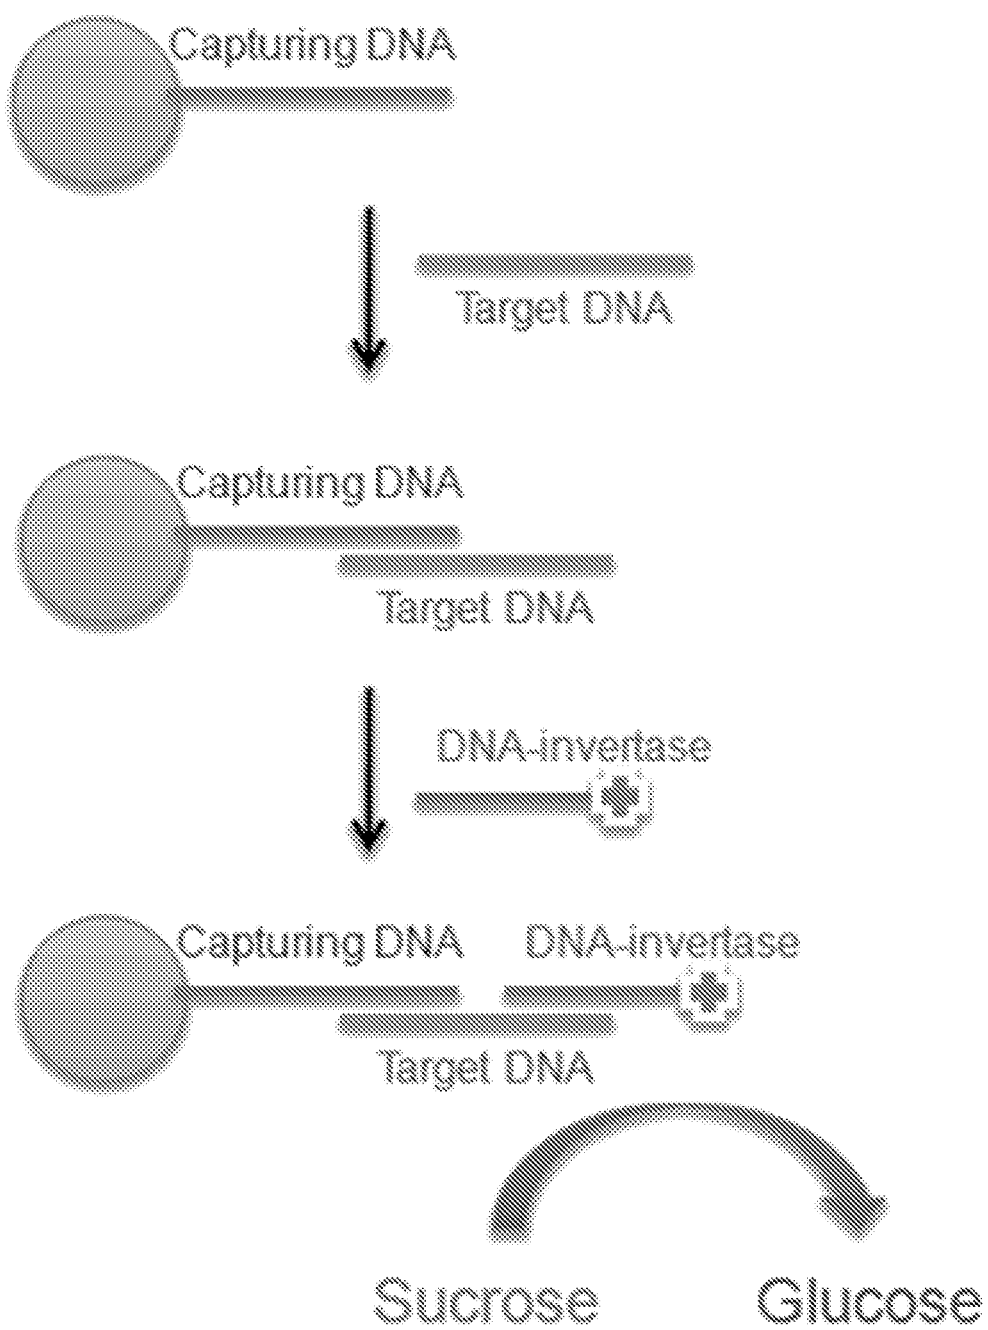 Capturing DNA
Target DNA
Capturing DNA
Target DNA
DNA-invertase
Capturing DNA DNA-invertase
Target DNA
Sucrose Glucose